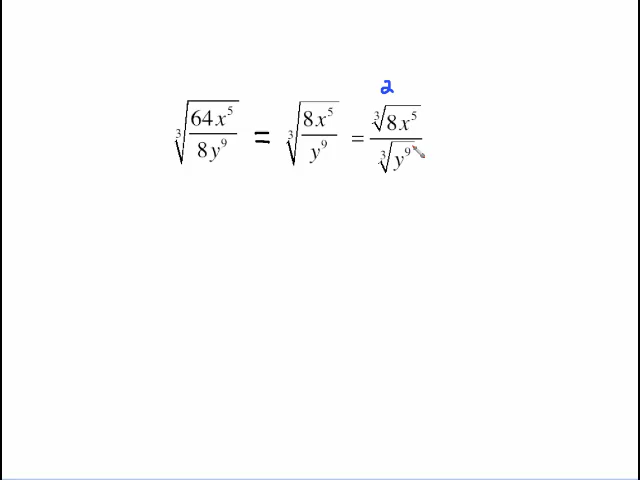 2
∛(64x⁵/8y⁹) = ∛(8x⁵/y⁹) = ∛(8x⁵)/∛(y⁹)